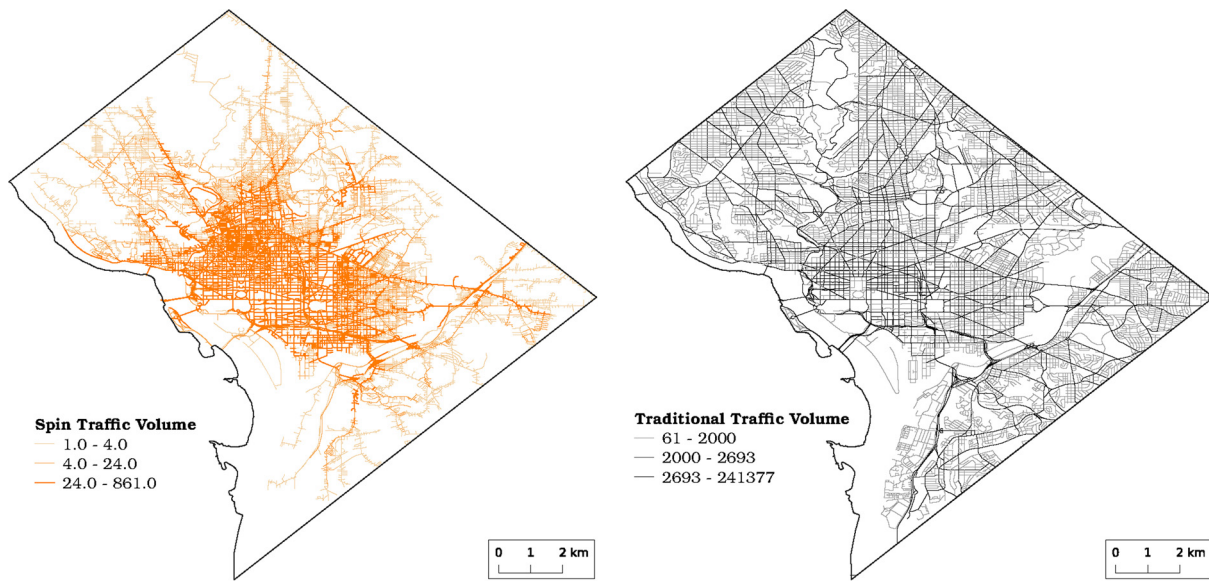 Spin Traffic Volume
1.0 - 4.0
4.0 - 24.0
24.0 - 861.0
0 1 2 km
Traditional Traffic Volume
61 - 2000
2000 - 2693
2693 - 241377
0 1 2 km